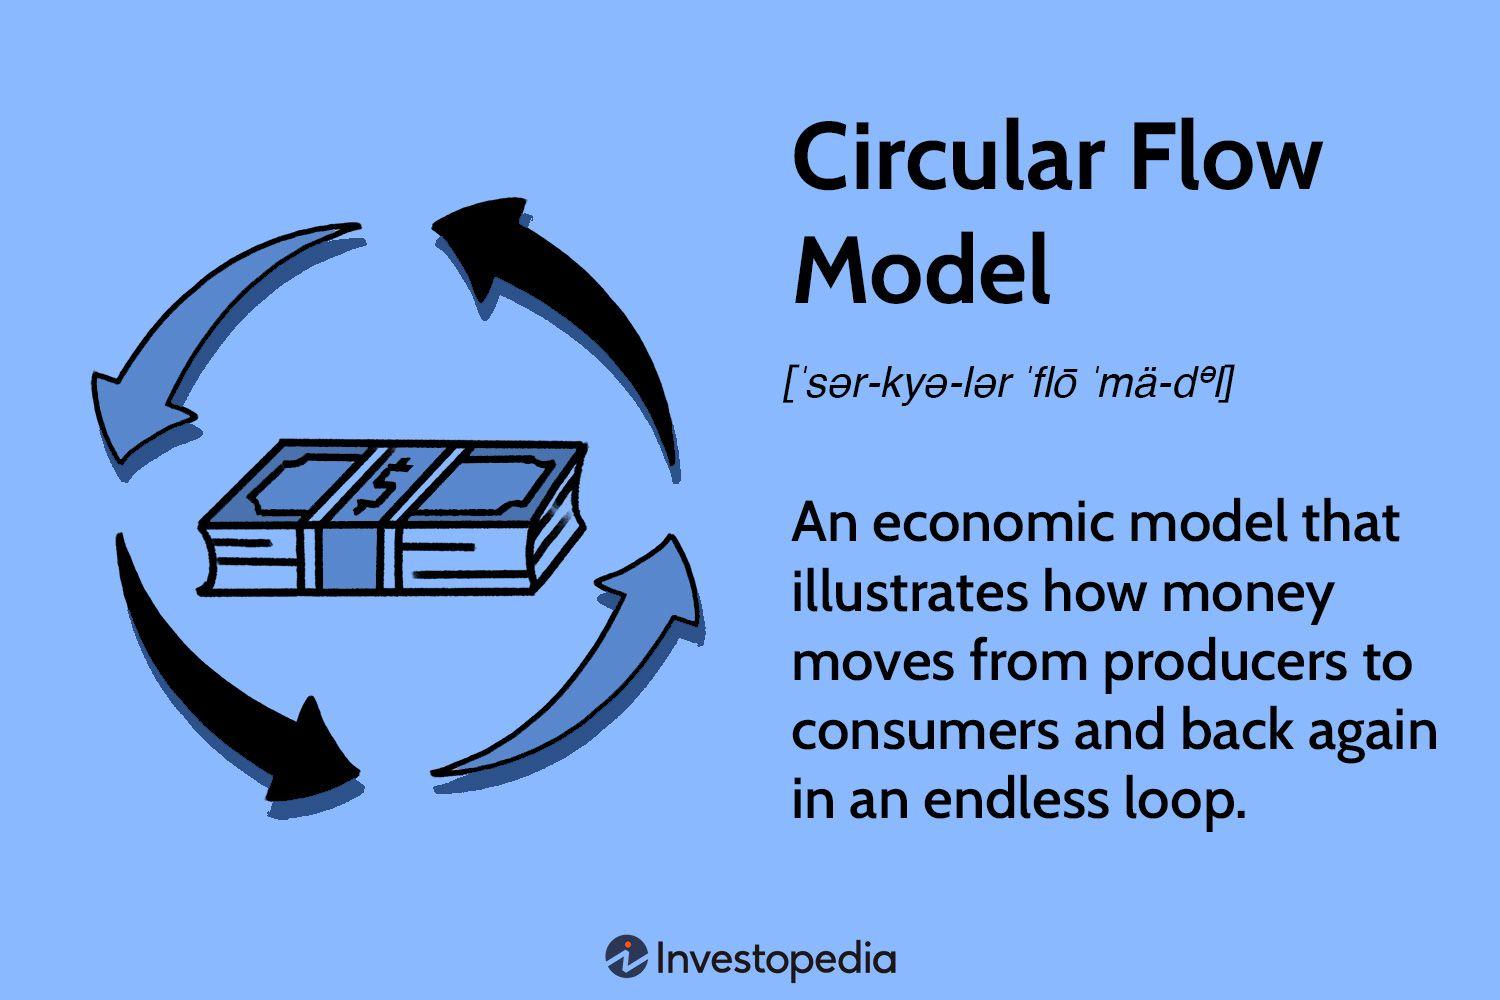 Circular Flow
Model
[ˈsər-kyə-lər ˈflō ˈmä-dᵊl]
An economic model that
illustrates how money
moves from producers to
consumers and back again
in an endless loop.
$
Investopedia